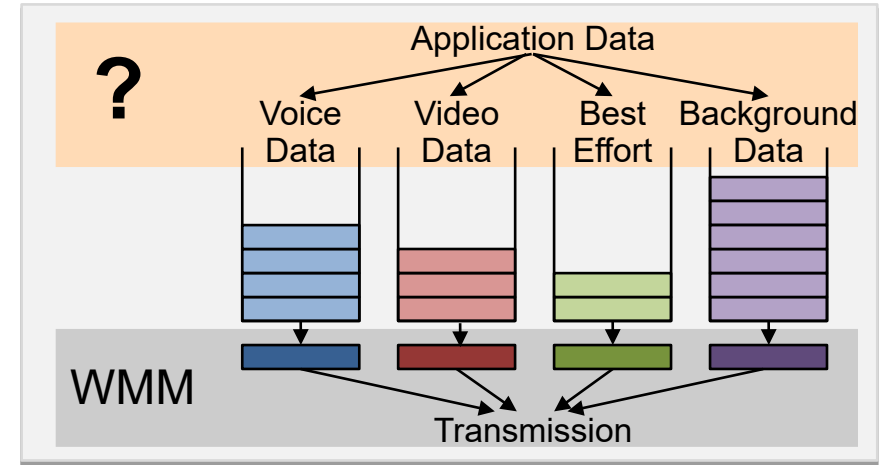 Application Data
?
Voice Data
Video Data
Best Effort
Background Data
WMM
Transmission